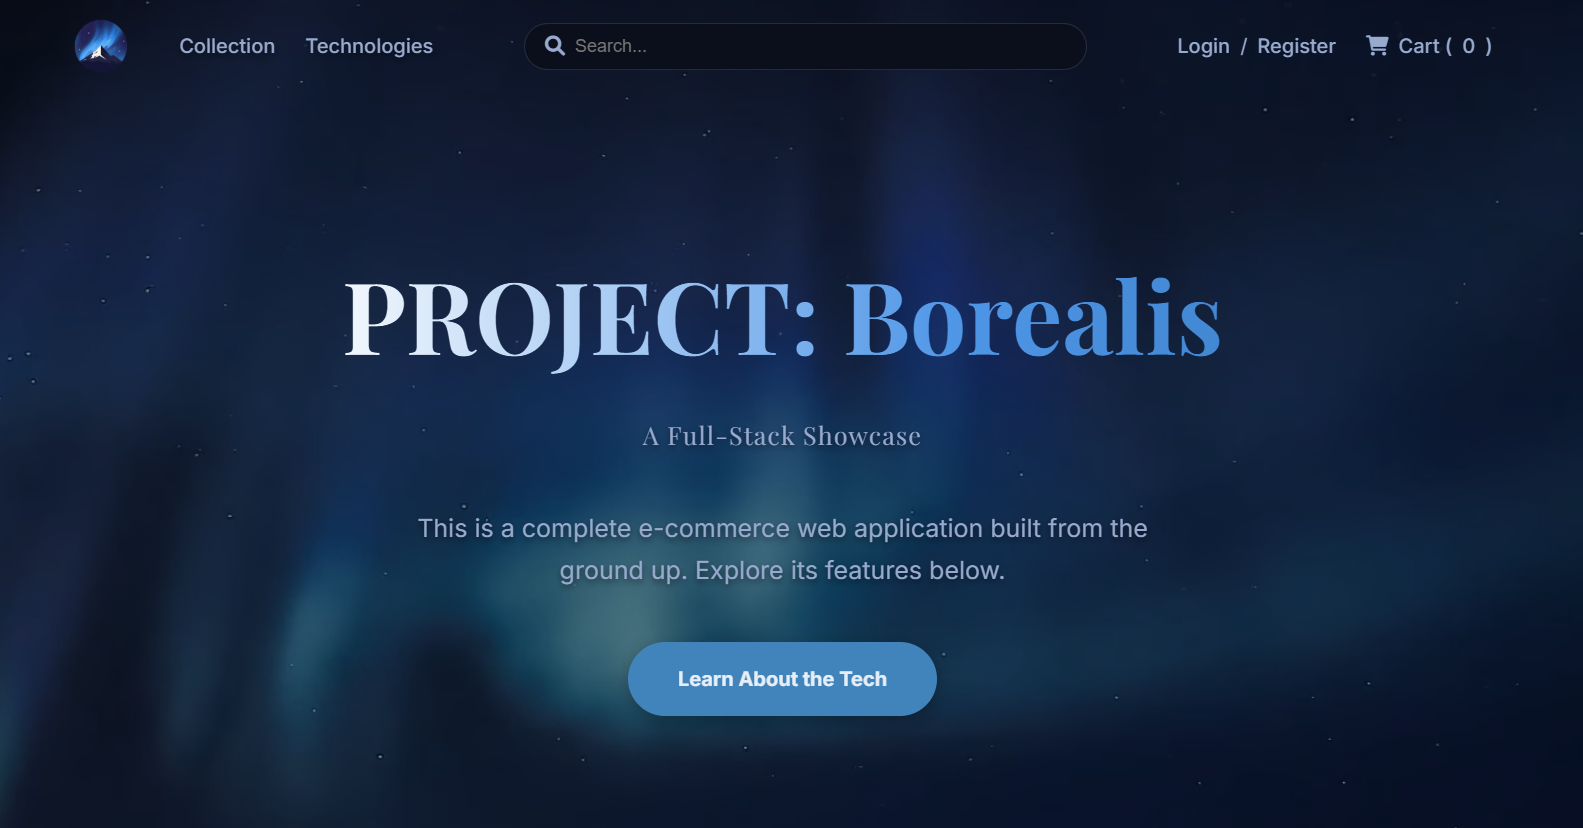 Collection Technologies Search... Login / Register Cart ( 0 )
PROJECT: Borealis
A Full-Stack Showcase
This is a complete e-commerce web application built from the
ground up. Explore its features below.
Learn About the Tech